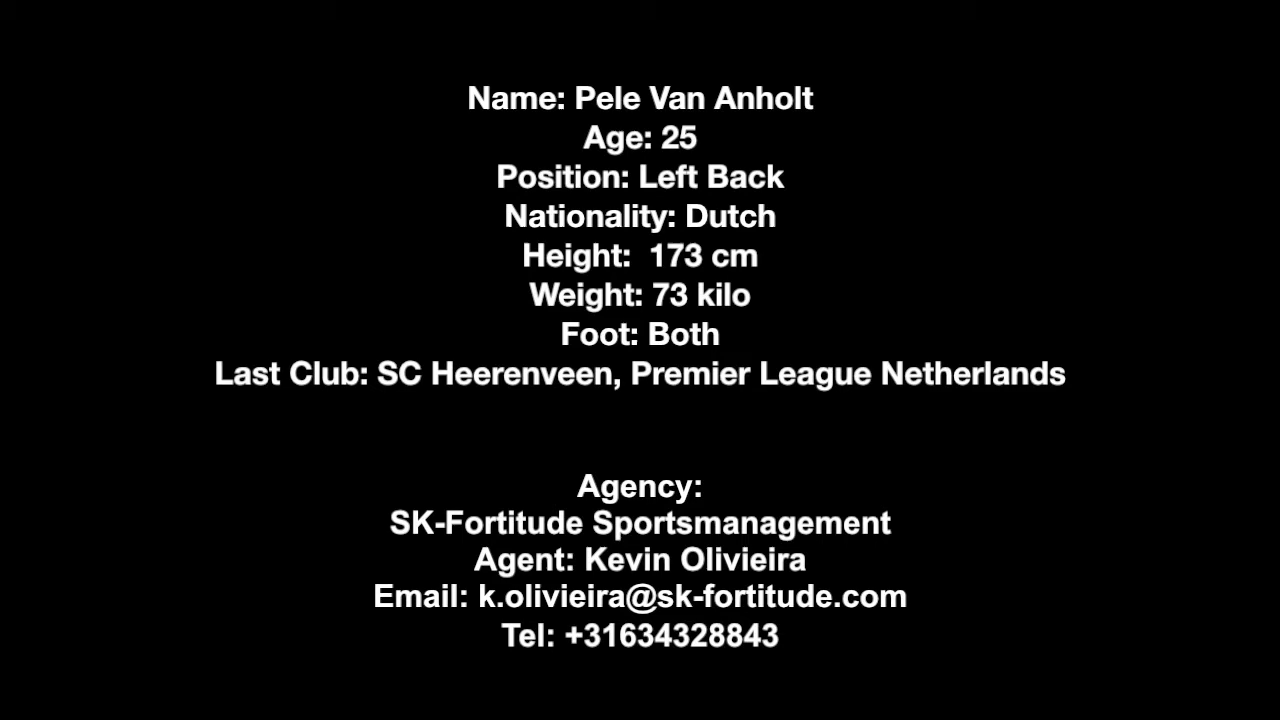 Name: Pele Van Anholt
Age: 25
Position: Left Back
Nationality: Dutch
Height:  173 cm
Weight: 73 kilo
Foot: Both
Last Club: SC Heerenveen, Premier League Netherlands
Agency:
SK-Fortitude Sportsmanagement
Agent: Kevin Olivieira
Email: k.olivieira@sk-fortitude.com
Tel: +31634328843